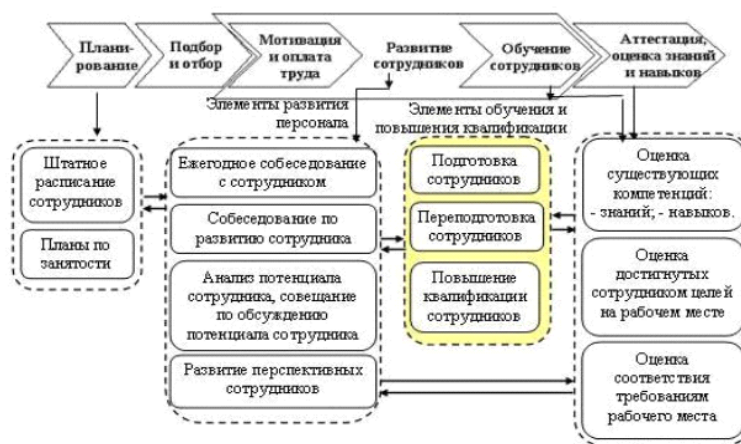 Плани-
рование
Подбор
и отбор
Мотивация
и оплата
труда
Развитие
сотрудников
Обучение
сотрудников
Аттестация,
оценка знаний
и навыков
Элементы развития
персонала
Элементы обучения и
повышения квалификации
Штатное
расписание
сотрудников
Планы по
занятости
Ежегодное собеседование
с сотрудником
Собеседование по
развитию сотрудника
Анализ потенциала
сотрудника, совещание
по обсуждению
потенциала сотрудника
Развитие перспективных
сотрудников
Подготовка
сотрудников
Переподготовка
сотрудников
Повышение
квалификации
сотрудников
Оценка
существующих
компетенций:
- знаний; - навыков.
Оценка
достигнутых
сотрудником целей
на рабочем месте
Оценка
соответствия
требованиям
рабочего места